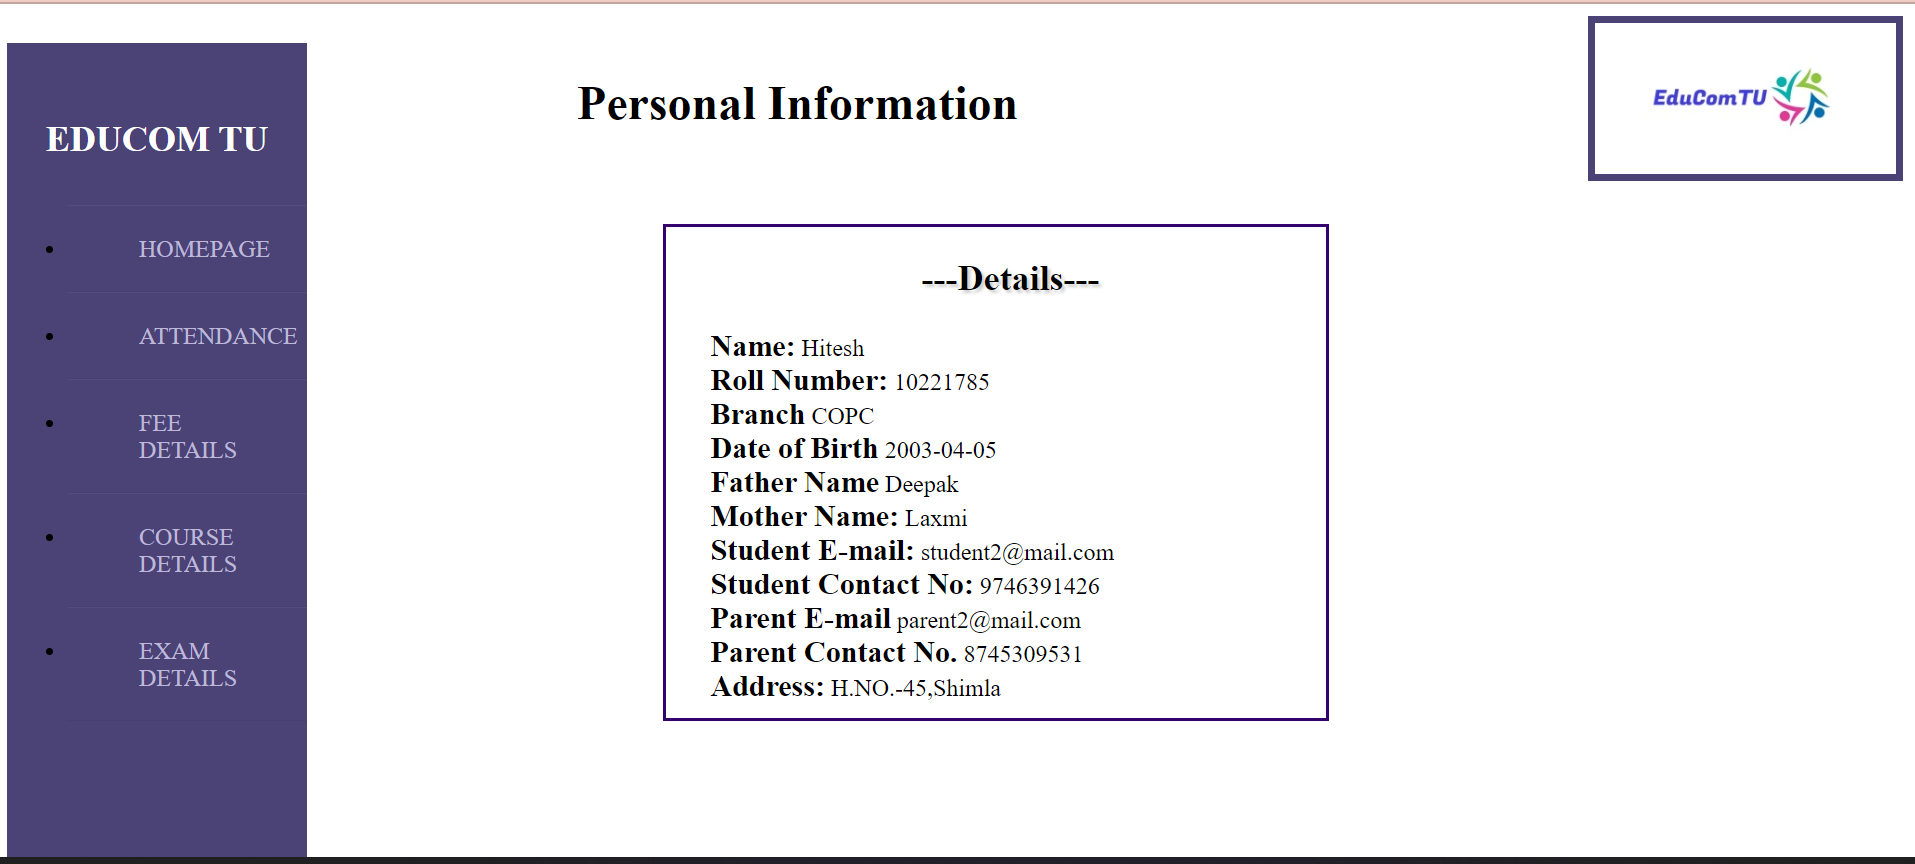 EDUCOM TU
HOMEPAGE
ATTENDANCE
FEE
DETAILS
COURSE
DETAILS
EXAM
DETAILS
Personal Information
EduComTU
---Details---
Name: Hitesh
Roll Number: 10221785
Branch COPC
Date of Birth 2003-04-05
Father Name Deepak
Mother Name: Laxmi
Student E-mail: student2@mail.com
Student Contact No: 9746391426
Parent E-mail parent2@mail.com
Parent Contact No. 8745309531
Address: H.NO.-45,Shimla